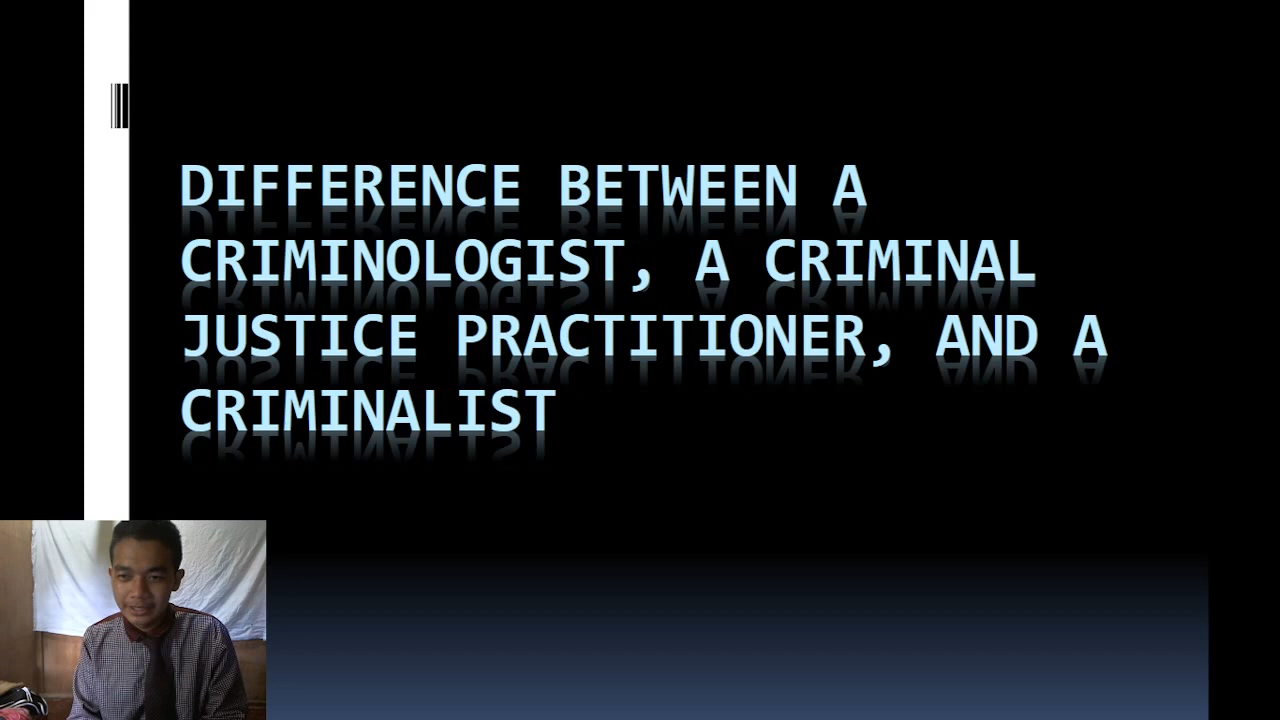 DIFFERENCE BETWEEN A
CRIMINOLOGIST, A CRIMINAL
JUSTICE PRACTITIONER, AND A
CRIMINALIST